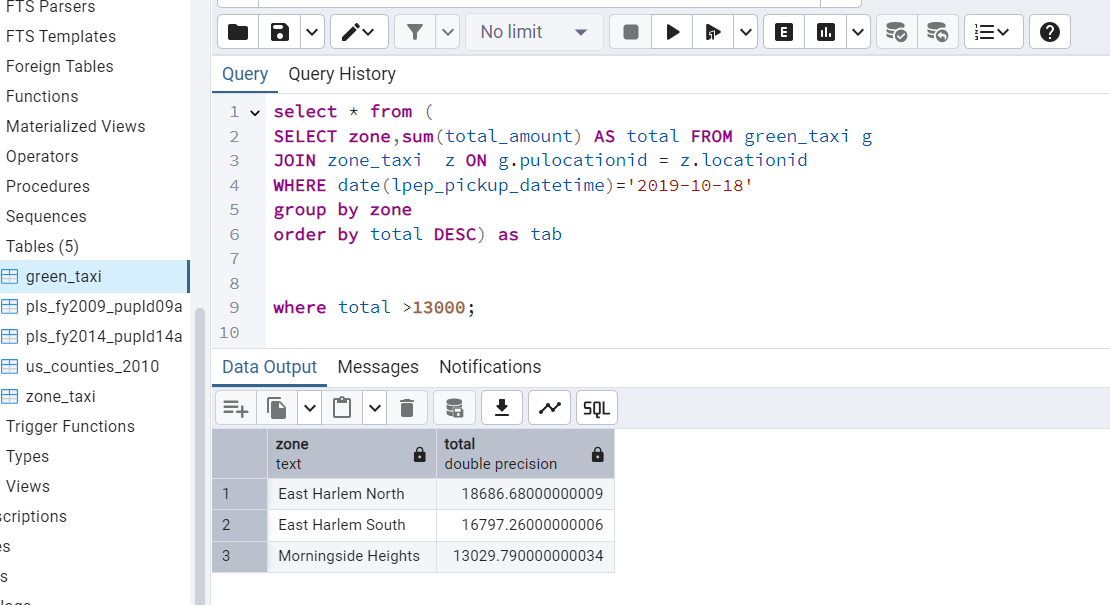 FTS Parsers
FTS Templates
Foreign Tables
Functions
Materialized Views
Operators
Procedures
Sequences
Tables (5)
green_taxi
pls_fy2009_pupld09a
pls_fy2014_pupld14a
us_counties_2010
zone_taxi
Trigger Functions
Types
Views
scriptions
s
No limit
E
Query Query History
1 select * from (
2 SELECT zone,sum(total_amount) AS total FROM green_taxi g
3 JOIN zone_taxi  z ON g.pulocationid = z.locationid
4 WHERE date(lpep_pickup_datetime)='2019-10-18'
5 group by zone
6 order by total DESC) as tab
7
8
9 where total >13000;
10
Data Output Messages Notifications
SQL
zone total
text double precision
1 East Harlem North 18686.68000000009
2 East Harlem South 16797.26000000006
3 Morningside Heights 13029.790000000034